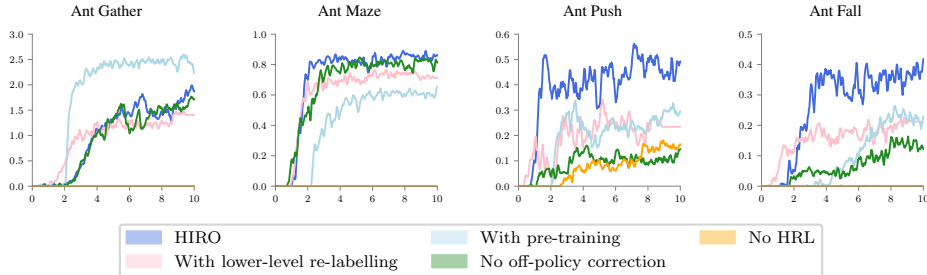 Ant Gather Ant Maze Ant Push Ant Fall
3.0 1.0 0.6 0.5
2.5 0.8 0.5 0.4
2.0 0.6 0.4 0.3
1.5 0.4 0.3 0.2
1.0 0.2 0.2 0.1
0.5 0.0 0.1 0.0
0.0 0.0
0 2 4 6 8 10 0 2 4 6 8 10 0 2 4 6 8 10 0 2 4 6 8 10
HIRO With pre-training No HRL
With lower-level re-labelling No off-policy correction